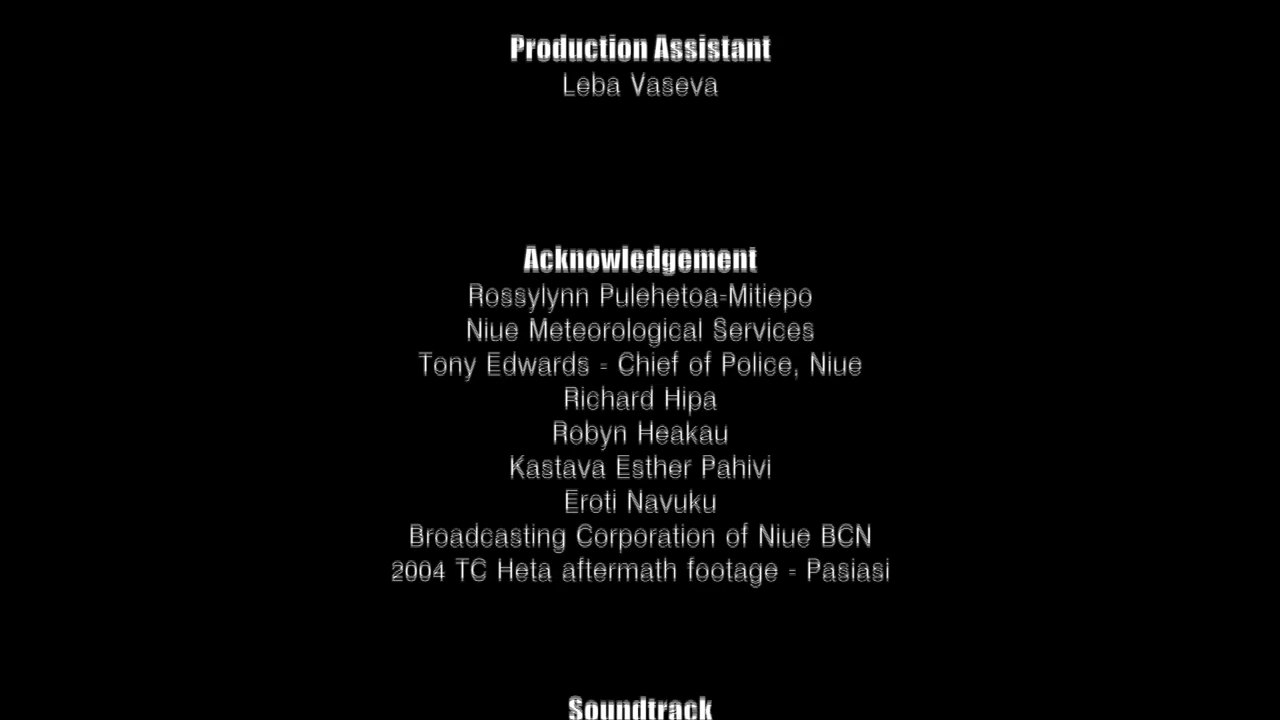 Production Assistant
Leba Vaseva
Acknowledgement
Rossylynn Pulehetoa-Mitiepo
Niue Meteorological Services
Tony Edwards - Chief of Police, Niue
Richard Hipa
Robyn Heakau
Kastava Esther Pahivi
Eroti Navuku
Broadcasting Corporation of Niue BCN
2004 TC Heta aftermath footage - Pasiasi
Soundtrack